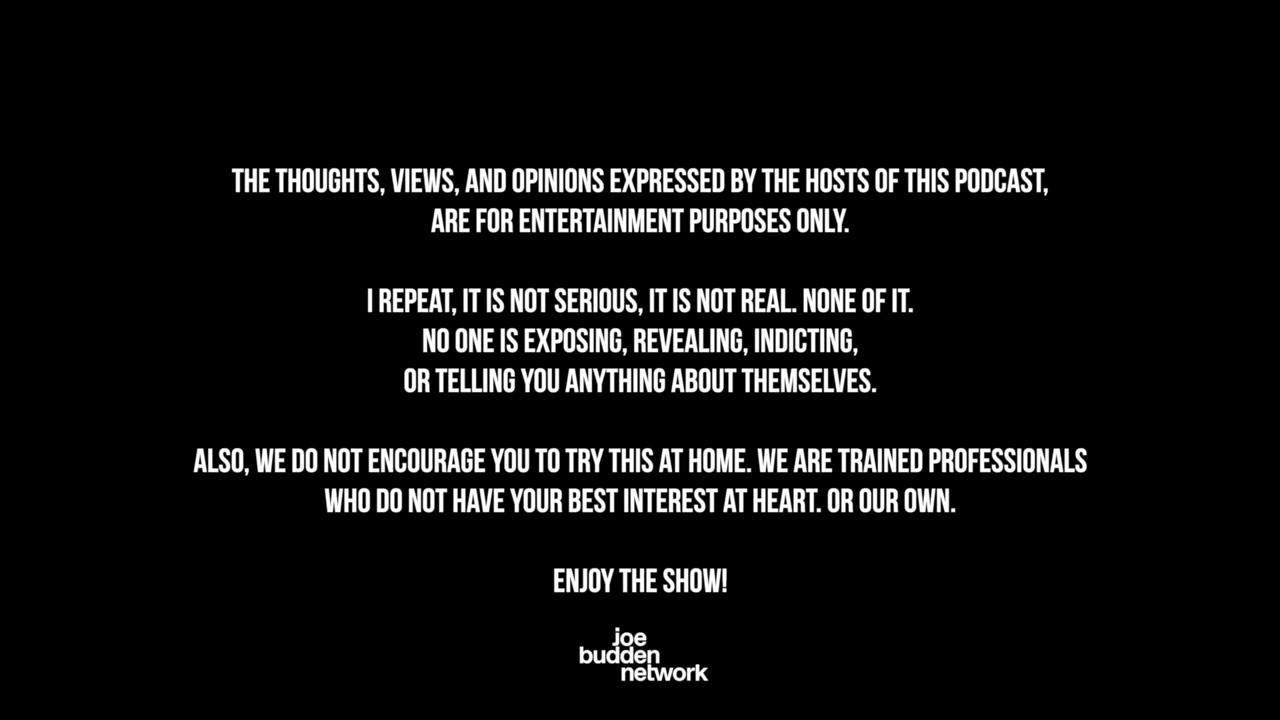 THE THOUGHTS, VIEWS, AND OPINIONS EXPRESSED BY THE HOSTS OF THIS PODCAST,
ARE FOR ENTERTAINMENT PURPOSES ONLY.
I REPEAT, IT IS NOT SERIOUS, IT IS NOT REAL. NONE OF IT.
NO ONE IS EXPOSING, REVEALING, INDICTING,
OR TELLING YOU ANYTHING ABOUT THEMSELVES.
ALSO, WE DO NOT ENCOURAGE YOU TO TRY THIS AT HOME. WE ARE TRAINED PROFESSIONALS
WHO DO NOT HAVE YOUR BEST INTEREST AT HEART. OR OUR OWN.
ENJOY THE SHOW!
joe
budden
network